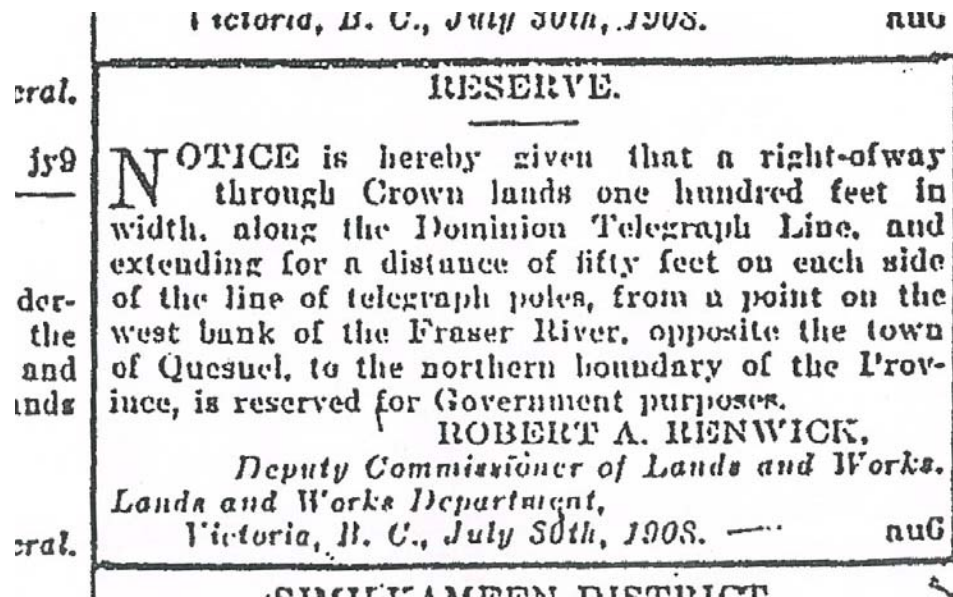 Victoria, B. C., July 30th, 1908. au6
eral.
RESERVE.
jy9
NOTICE is hereby given that a right-ofway
through Crown lands one hundred feet in
width, along the Dominion Telegraph Line, and
extending for a distance of fifty feet on each side
der- of the line of telegraph poles, from a point on the
the west bank of the Fraser River, opposite the town
and of Quesnel, to the northern boundary of the Prov-
ands ince, is reserved for Government purposes.
ROBERT A. RENWICK,
Deputy Commissioner of Lands and Works.
Lands and Works Department,
eral. Victoria, B. C., July 30th, 1908. au6
SIMILKAMEEN DISTRICT